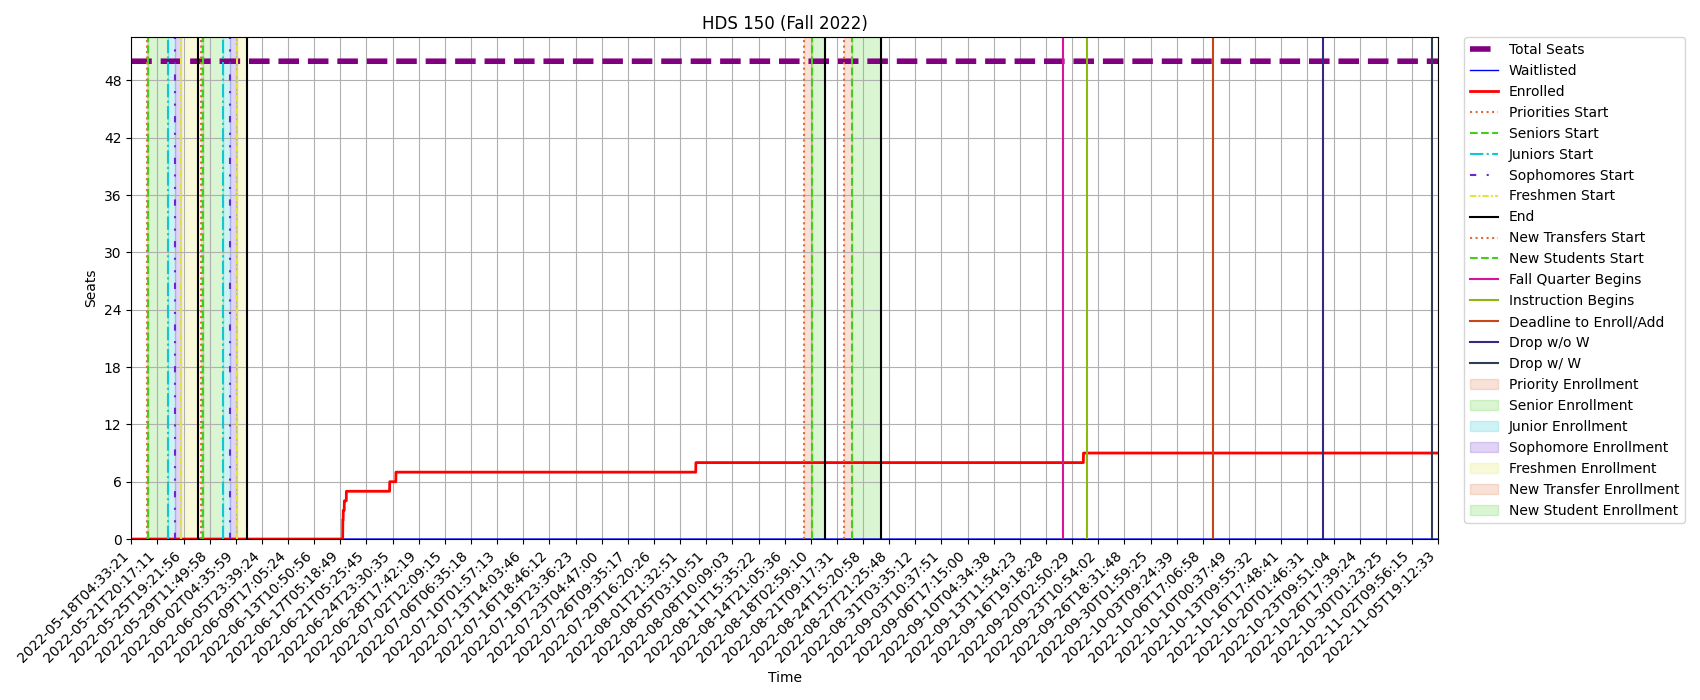 HDS 150 (Fall 2022)
Seats
48
42
36
30
24
18
12
6
0
2022-05-18T04:33:21
2022-05-21T20:17:11
2022-05-25T19:21:56
2022-05-29T11:49:58
2022-06-02T04:35:59
2022-06-05T23:39:24
2022-06-09T17:05:24
2022-06-13T10:50:56
2022-06-17T05:18:49
2022-06-21T05:25:45
2022-06-24T23:30:35
2022-06-28T17:42:19
2022-07-02T12:09:15
2022-07-06T06:35:18
2022-07-10T01:57:13
2022-07-13T14:03:46
2022-07-16T18:46:12
2022-07-19T23:36:23
2022-07-23T04:47:00
2022-07-26T09:35:17
2022-07-29T16:20:26
2022-08-01T21:32:51
2022-08-05T03:10:51
2022-08-08T10:09:03
2022-08-11T15:35:22
2022-08-14T21:05:36
2022-08-18T02:59:10
2022-08-21T09:17:31
2022-08-24T15:20:58
2022-08-27T21:25:48
2022-08-31T03:35:12
2022-09-03T10:37:51
2022-09-06T17:15:00
2022-09-10T04:34:38
2022-09-13T11:54:23
2022-09-16T19:18:28
2022-09-20T02:50:29
2022-09-23T10:54:02
2022-09-26T18:31:48
2022-09-30T01:59:25
2022-10-03T09:24:39
2022-10-06T17:06:58
2022-10-10T00:37:49
2022-10-13T09:55:32
2022-10-16T17:48:41
2022-10-20T01:46:31
2022-10-23T09:51:04
2022-10-26T17:39:24
2022-10-30T01:23:25
2022-11-02T09:56:15
2022-11-05T19:12:33
Time
Total Seats
Waitlisted
Enrolled
Priorities Start
Seniors Start
Juniors Start
Sophomores Start
Freshmen Start
End
New Transfers Start
New Students Start
Fall Quarter Begins
Instruction Begins
Deadline to Enroll/Add
Drop w/o W
Drop w/ W
Priority Enrollment
Senior Enrollment
Junior Enrollment
Sophomore Enrollment
Freshmen Enrollment
New Transfer Enrollment
New Student Enrollment